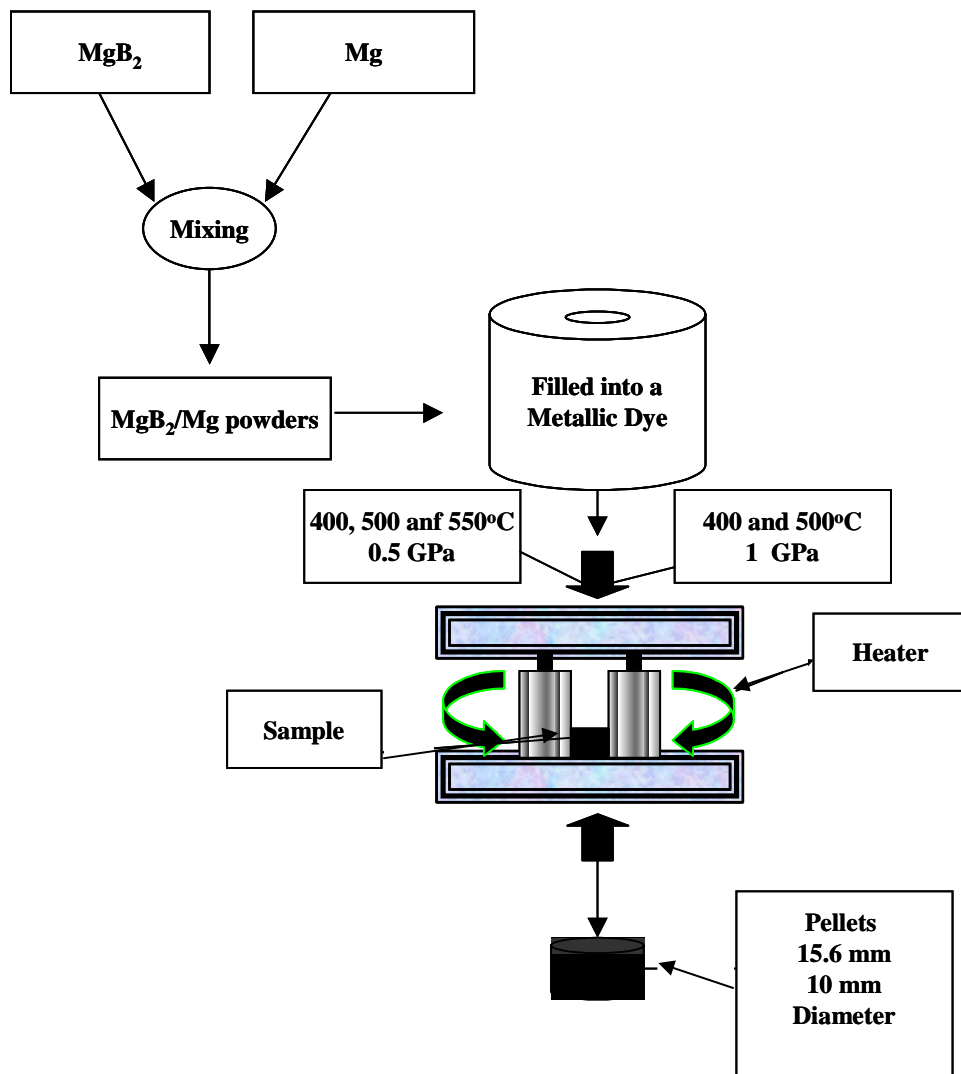 MgB₂
Mg
Mixing
MgB₂/Mg powders
Filled into a
Metallic Dye
400, 500 anf 550°C
0.5 GPa
400 and 500°C
1 GPa
Heater
Sample
Pellets
15.6 mm
10 mm
Diameter